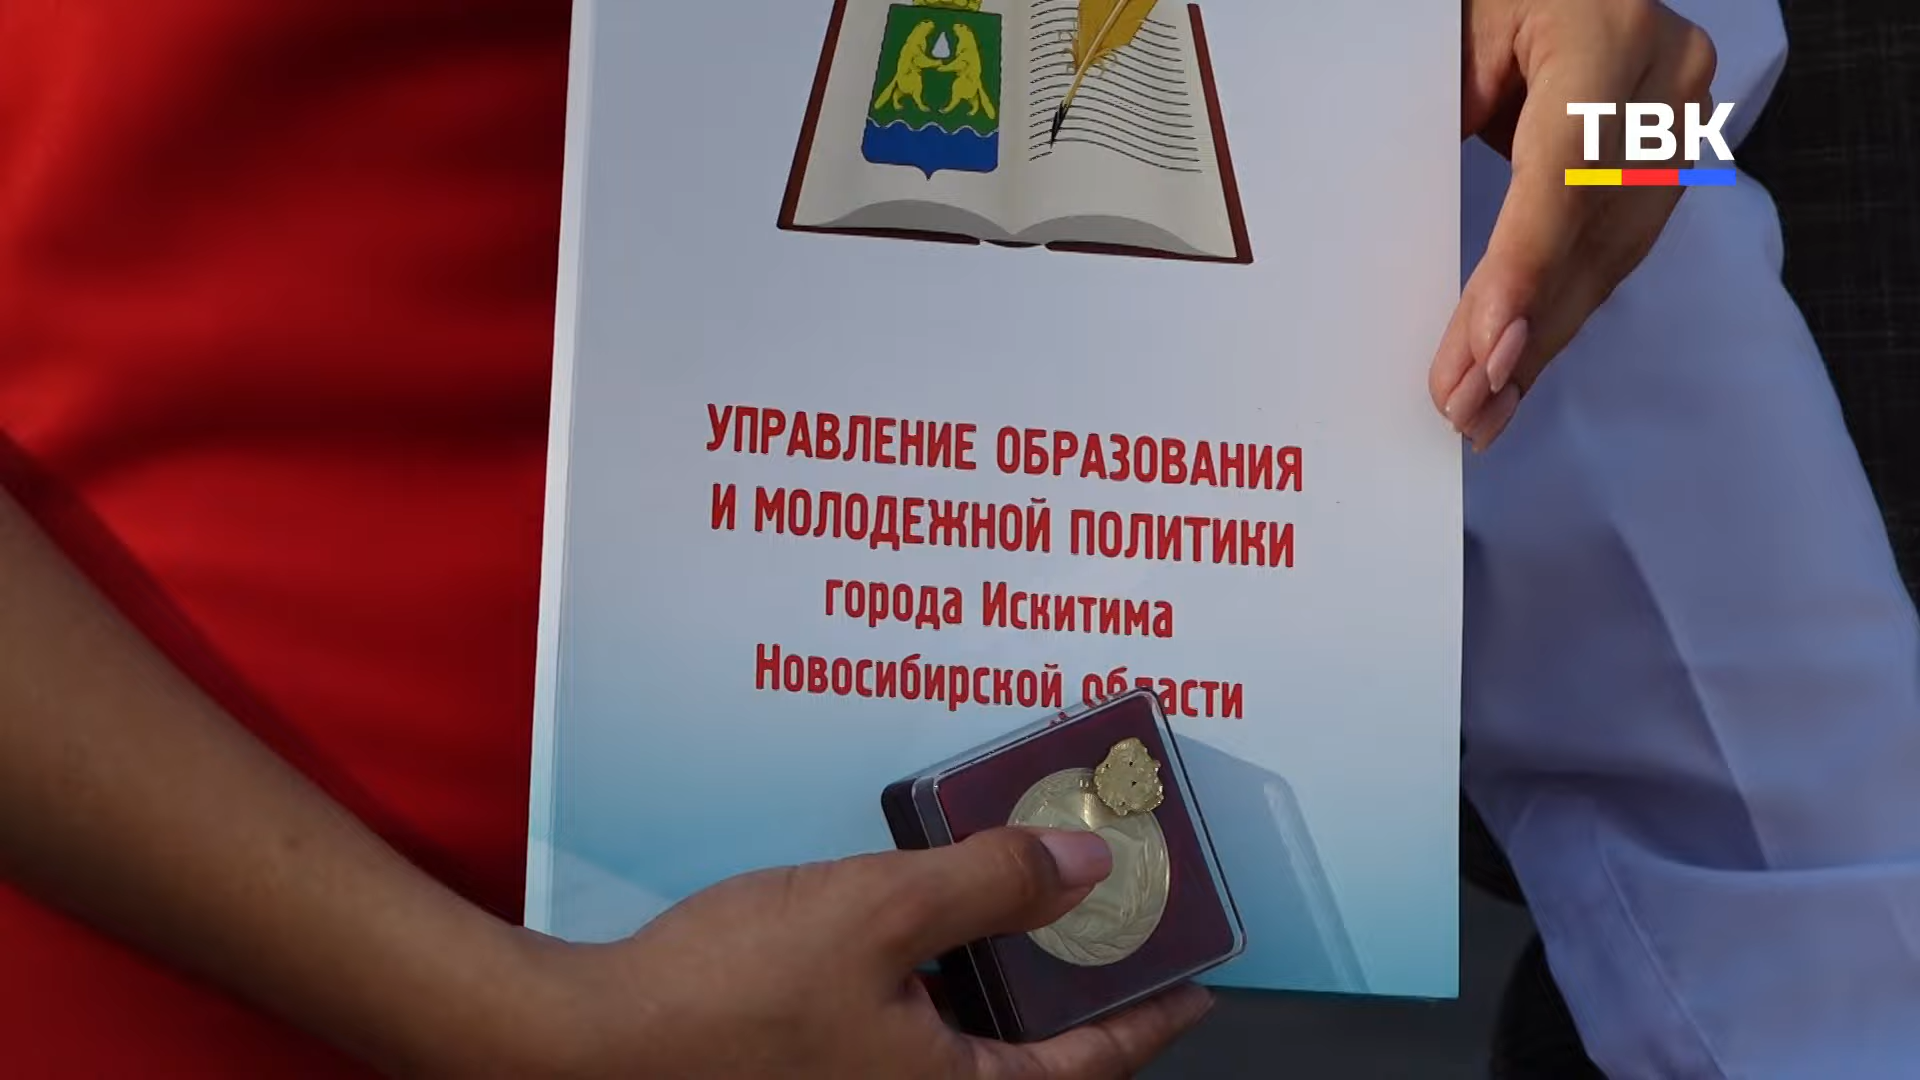 ТВК
УПРАВЛЕНИЕ ОБРАЗОВАНИЯ
И МОЛОДЕЖНОЙ ПОЛИТИКИ
города Искитима
Новосибирской области